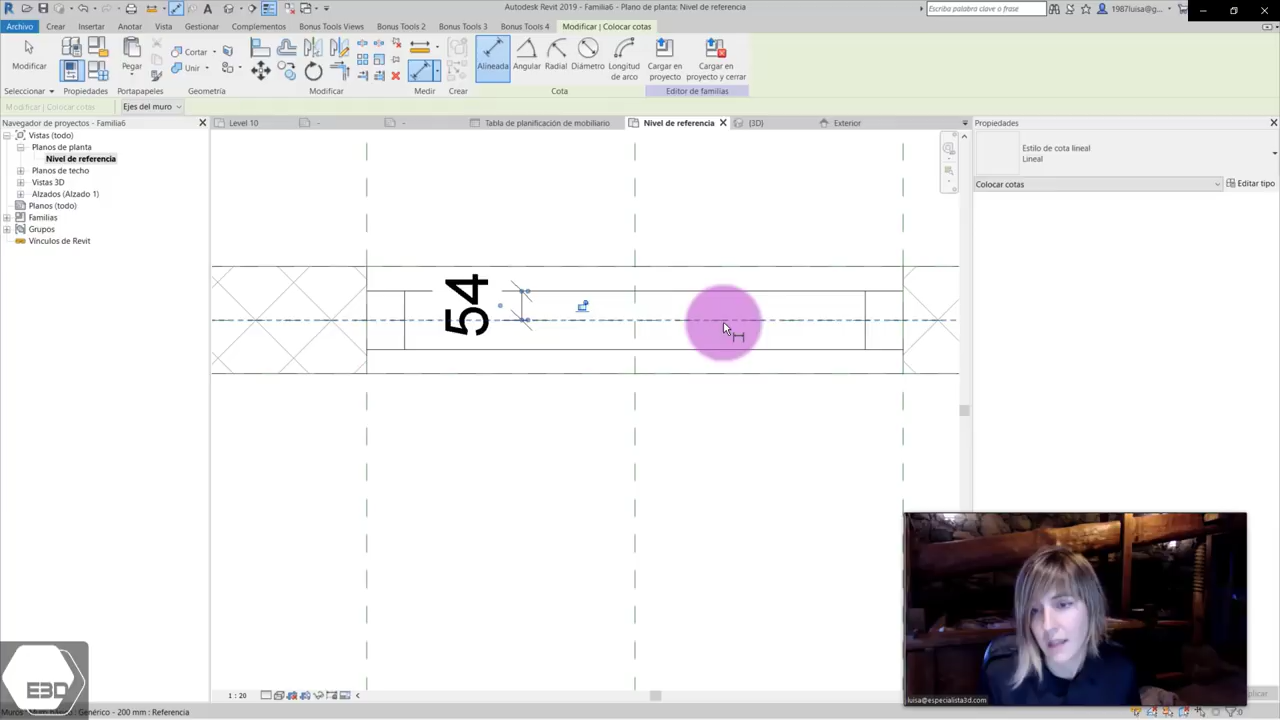 Autodesk Revit 2019 - Familia6 - Plano de planta: Nivel de referencia
Escriba palabra clave o frase
1987luisa@g...
Archivo Crear Insertar Anotar Vista Gestionar Complementos Bonus Tools Views Bonus Tools 2 Bonus Tools 3 Bonus Tools 4 Modificar | Colocar cotas
Modificar
Pegar
Cortar
Unir
Alineada Angular Radial Diámetro Longitud de arco
Cargar en proyecto
Cargar en proyecto y cerrar
Seleccionar Propiedades Portapapeles Geometría Modificar Medir Crear Cota Editor de familias
Modificar | Colocar cotas
Ejes del muro
Navegador de proyectos - Familia6
Level 10
-
-
Tabla de planificación de mobiliario
Nivel de referencia
{3D}
Exterior
Propiedades
Vistas (todo)
Planos de planta
Nivel de referencia
Planos de techo
Vistas 3D
Alzados (Alzado 1)
Planos (todo)
Familias
Grupos
Vínculos de Revit
Estilo de cota lineal
Lineal
Colocar cotas
Editar tipo
54
1 : 20
E3D
luisa@especialista3d.com
plicar
:0